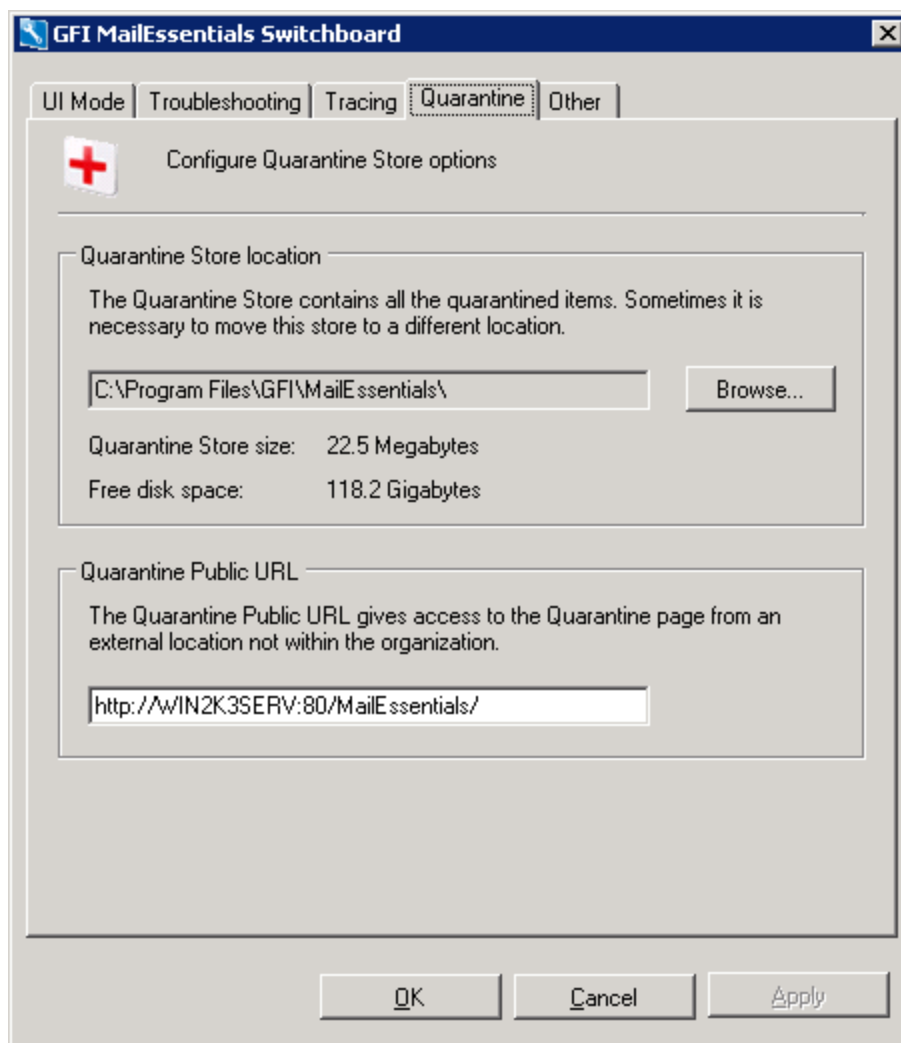 GFI MailEssentials Switchboard
UI Mode Troubleshooting Tracing Quarantine Other
Configure Quarantine Store options
Quarantine Store location
The Quarantine Store contains all the quarantined items. Sometimes it is
necessary to move this store to a different location.
C:\Program Files\GFI\MailEssentials\ Browse...
Quarantine Store size: 22.5 Megabytes
Free disk space: 118.2 Gigabytes
Quarantine Public URL
The Quarantine Public URL gives access to the Quarantine page from an
external location not within the organization.
http://WIN2K3SERV:80/MailEssentials/
OK Cancel Apply